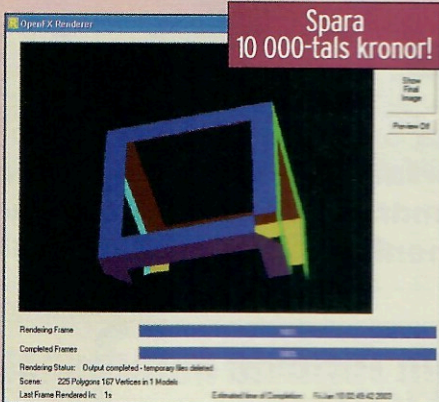 OpenFX Renderer
Spara
10 000-tals kronor!
Show
Final
Image
Preview Off
Rendering Frame
Completed Frames
Rendering Status: Output completed - temporary files deleted
Scene: 225 Polygons 167 Vertices in 1 Models
Last Frame Rendered In: 1s
Estimated time of Completion: